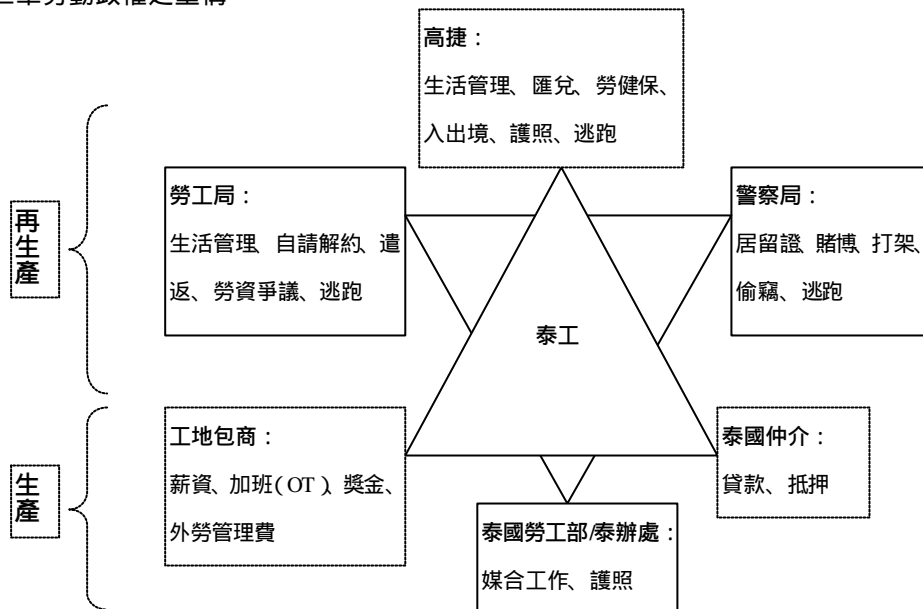 高捷：
生活管理、匯兌、勞健保、
入出境、護照、逃跑
勞工局：
生活管理、自請解約、遣
返、勞資爭議、逃跑
警察局：
居留證、賭博、打架、
偷竊、逃跑
再生產
泰工
工地包商：
薪資、加班(OT)、獎金、
外勞管理費
泰國仲介：
貸款、抵押
生產
泰國勞工部/泰辦處：
媒合工作、護照